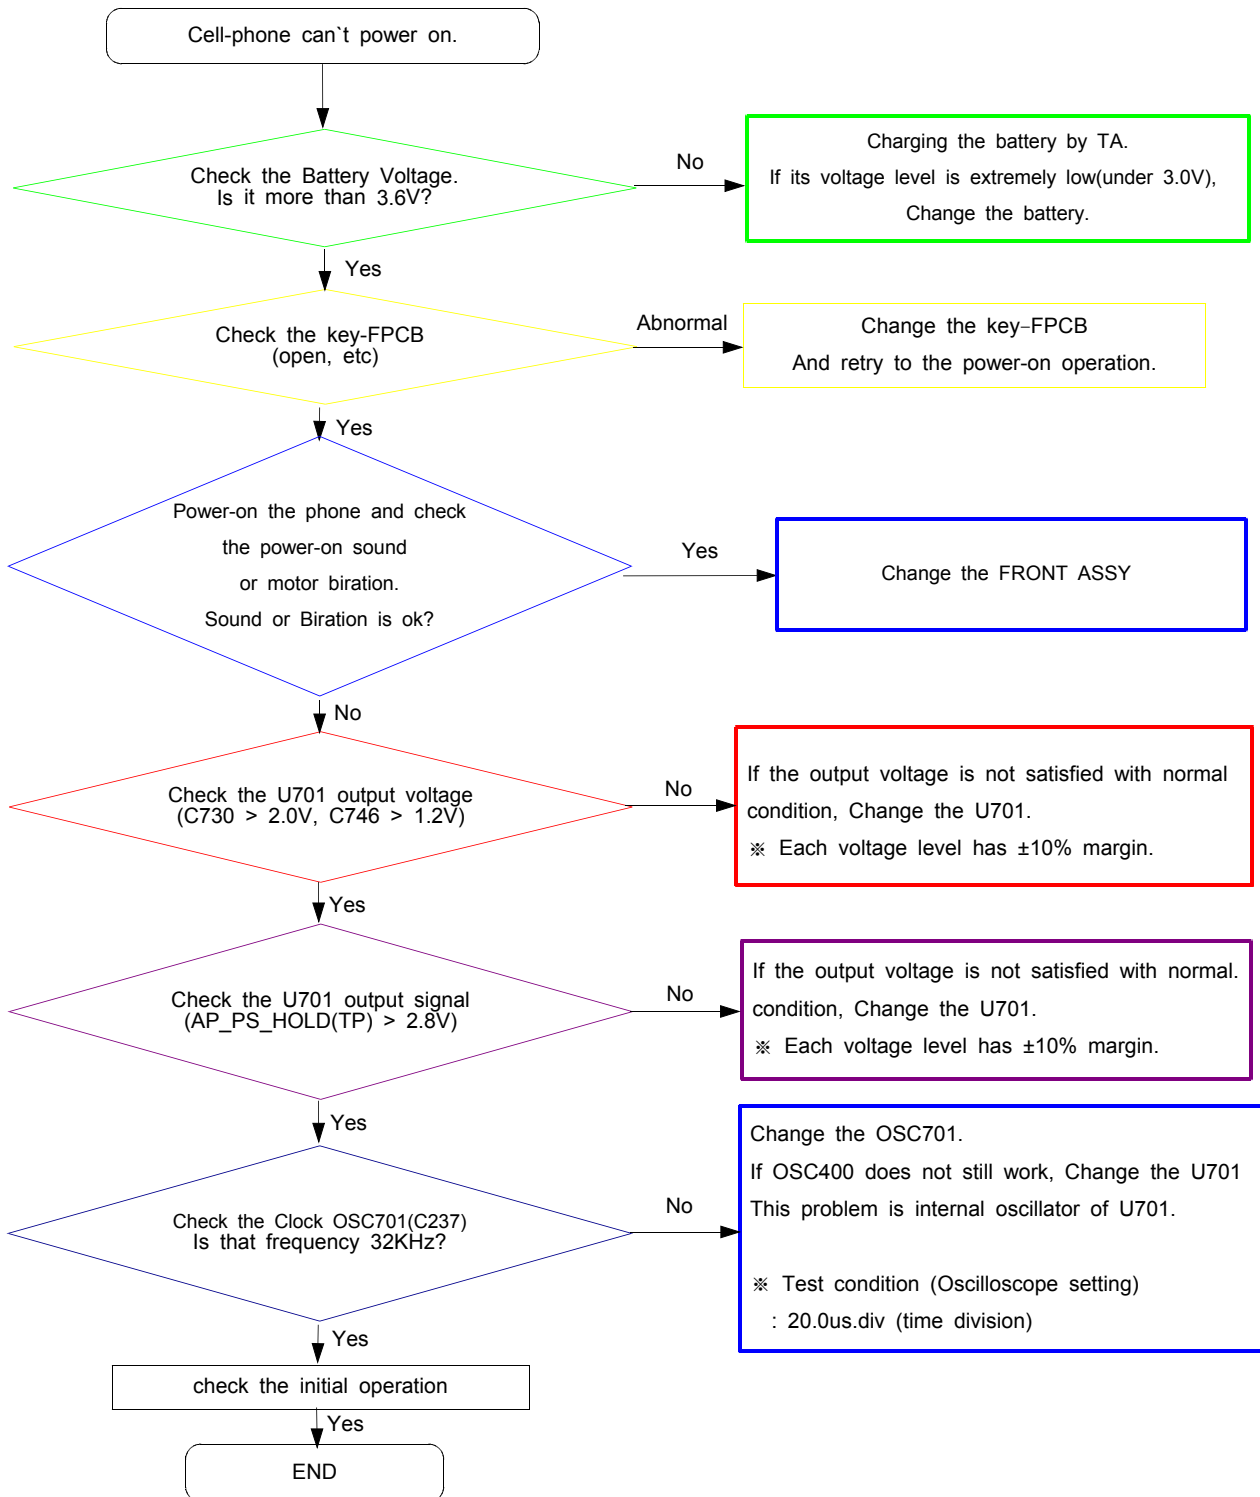 Cell-phone can`t power on.
Check the Battery Voltage.
Is it more than 3.6V?
No
Charging the battery by TA.
If its voltage level is extremely low(under 3.0V),
Change the battery.
Yes
Check the key-FPCB
(open, etc)
Abnormal
Change the key-FPCB
And retry to the power-on operation.
Yes
Power-on the phone and check
the power-on sound
or motor biration.
Sound or Biration is ok?
Yes
Change the FRONT ASSY
No
Check the U701 output voltage
(C730 > 2.0V, C746 > 1.2V)
No
If the output voltage is not satisfied with normal
condition, Change the U701.
※ Each voltage level has ±10% margin.
Yes
Check the U701 output signal
(AP_PS_HOLD(TP) > 2.8V)
No
If the output voltage is not satisfied with normal.
condition, Change the U701.
※ Each voltage level has ±10% margin.
Yes
Check the Clock OSC701(C237)
Is that frequency 32KHz?
No
Change the OSC701.
If OSC400 does not still work, Change the U701
This problem is internal oscillator of U701.
※ Test condition (Oscilloscope setting)
: 20.0us.div (time division)
Yes
check the initial operation
Yes
END